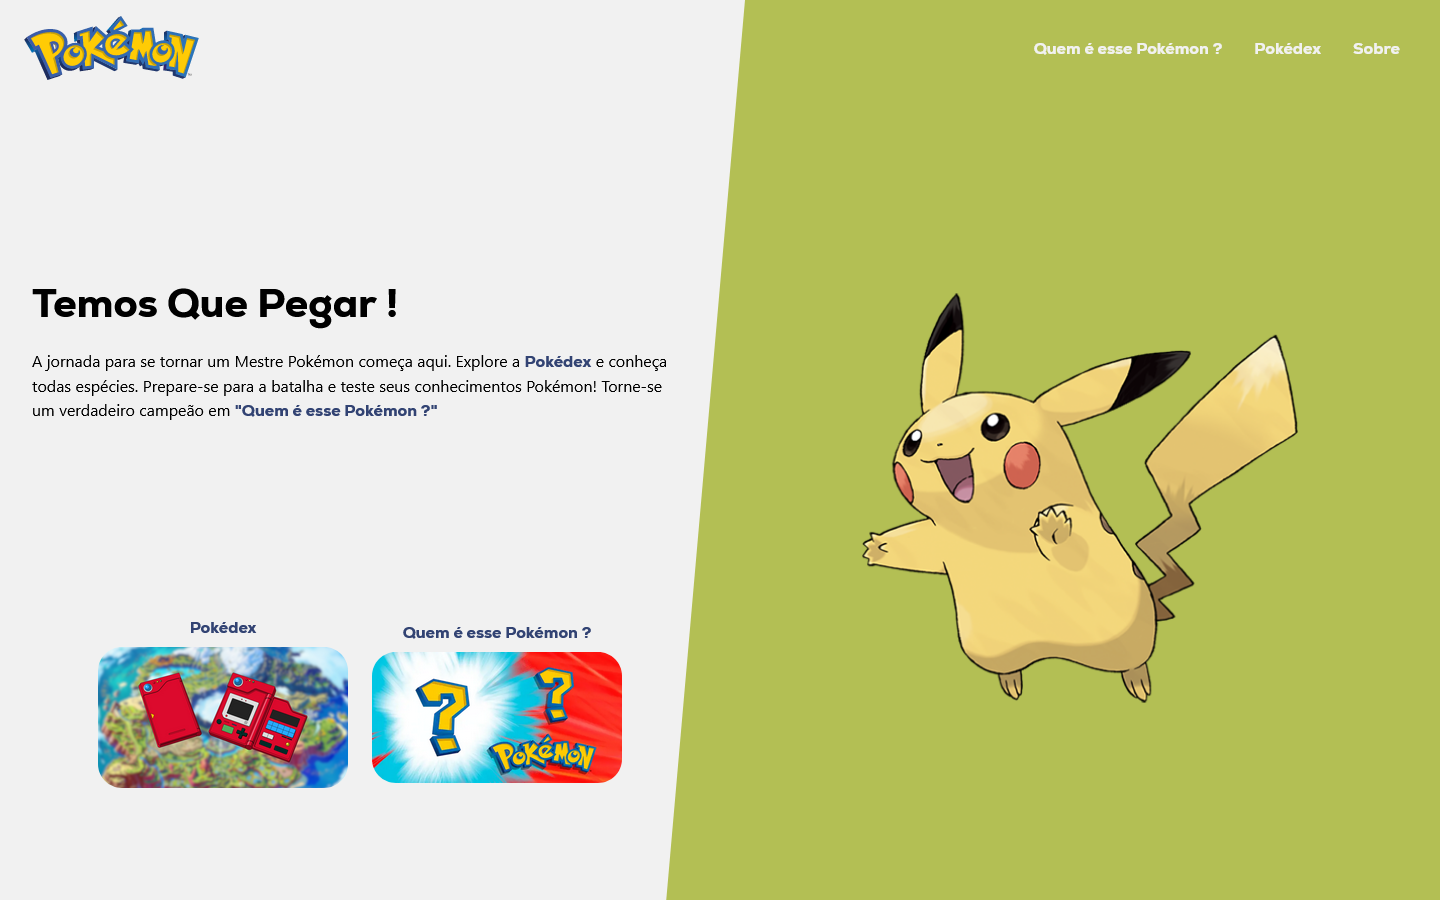 Pokémon
Quem é esse Pokémon ?
Pokédex
Sobre
Temos Que Pegar !
A jornada para se tornar um Mestre Pokémon começa aqui. Explore a Pokédex e conheça
todas espécies. Prepare-se para a batalha e teste seus conhecimentos Pokémon! Torne-se
um verdadeiro campeão em "Quem é esse Pokémon ?"
Pokédex
Quem é esse Pokémon ?
? ?
Pokémon